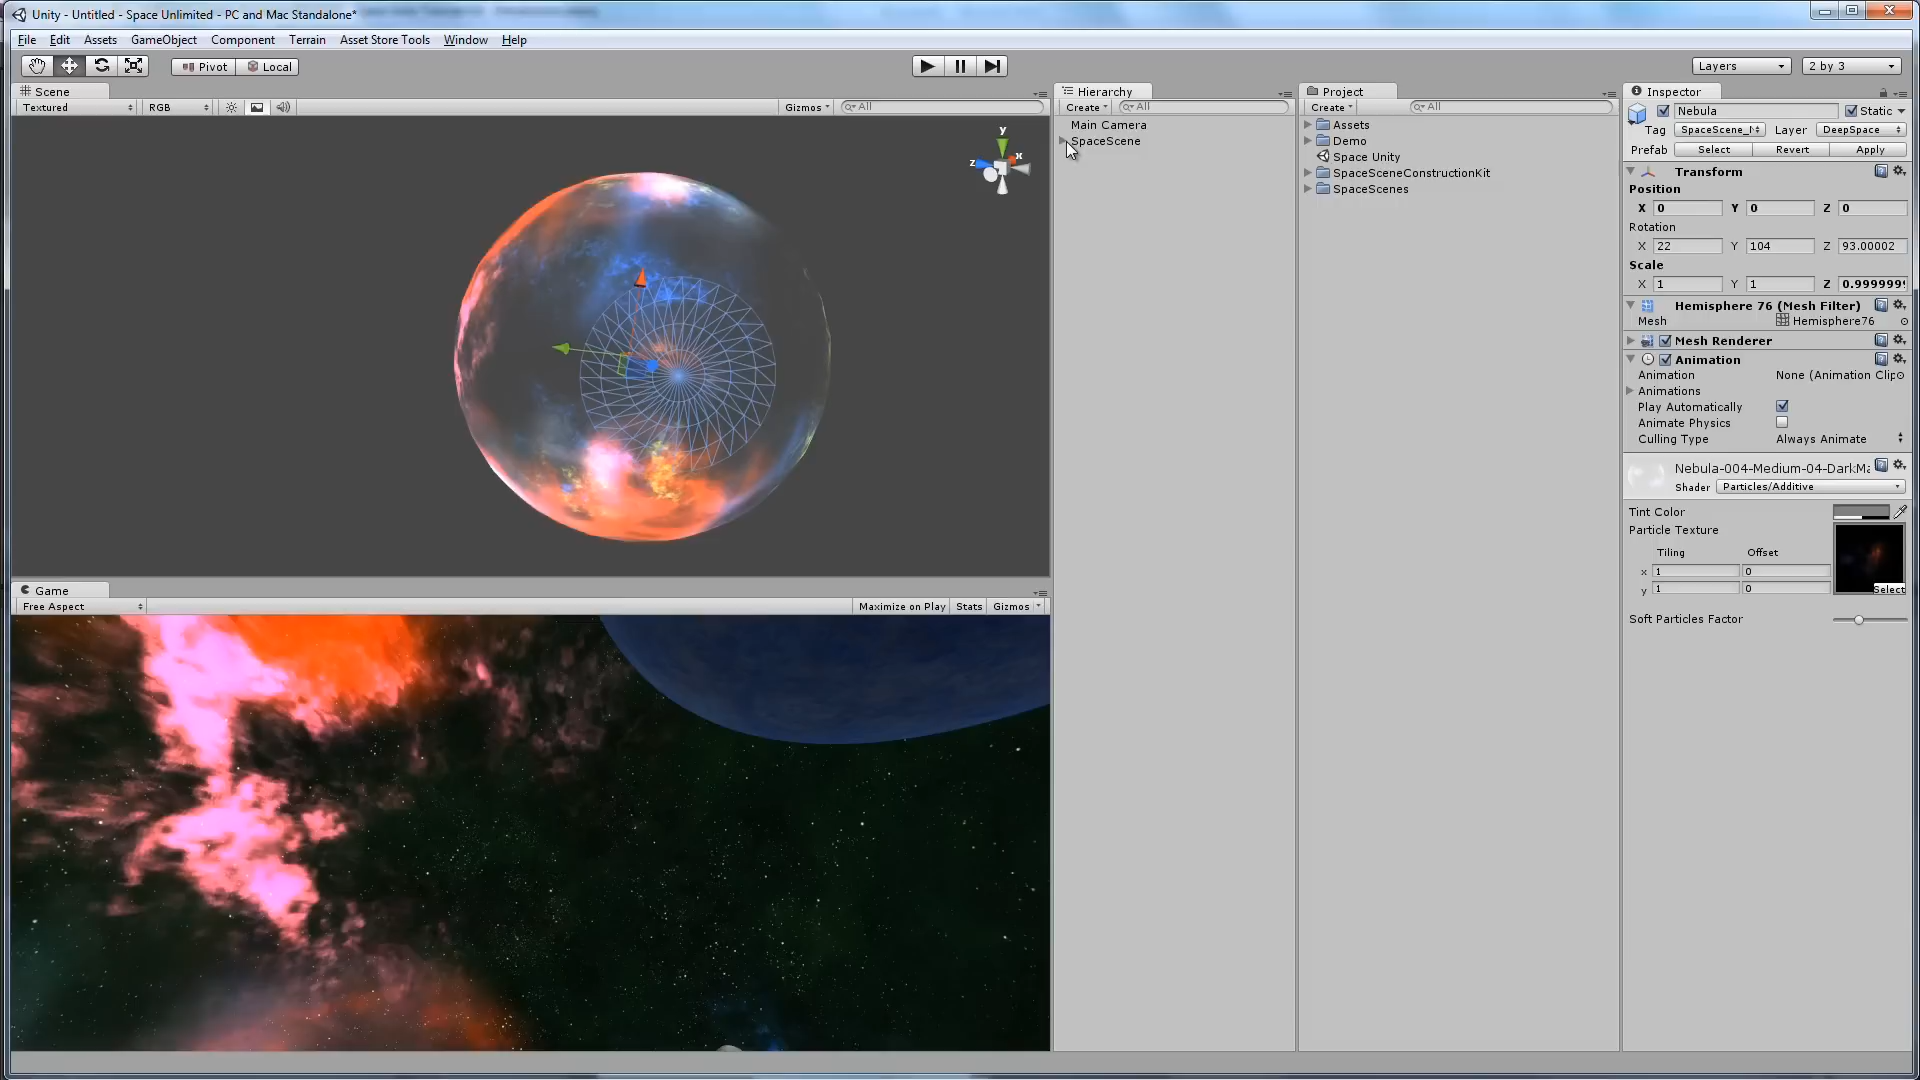 Unity - Untitled - Space Unlimited - PC and Mac Standalone*
File Edit Assets GameObject Component Terrain Asset Store Tools Window Help
Pivot Local Layers 2 by 3
Scene
Textured RGB Gizmos All
Game
Free Aspect Maximize on Play Stats Gizmos
Hierarchy
Create All
Main Camera
SpaceScene
Project
Create All
Assets
Demo
Space Unity
SpaceSceneConstructionKit
SpaceScenes
Inspector
Nebula Static
Tag SpaceScene_ Layer DeepSpace
Prefab Select Revert Apply
Transform
Position
X 0 Y 0 Z 0
Rotation
X 22 Y 104 Z 93.00002
Scale
X 1 Y 1 Z 0.9999999
Hemisphere 76 (Mesh Filter)
Mesh Hemisphere76
Mesh Renderer
Animation
Animation None (Animation Clip
Animations
Play Automatically
Animate Physics
Culling Type Always Animate
Nebula-004-Medium-04-DarkMa
Shader Particles/Additive
Tint Color
Particle Texture
Tiling Offset
x 1 0
y 1 0
Select
Soft Particles Factor
y
x
z